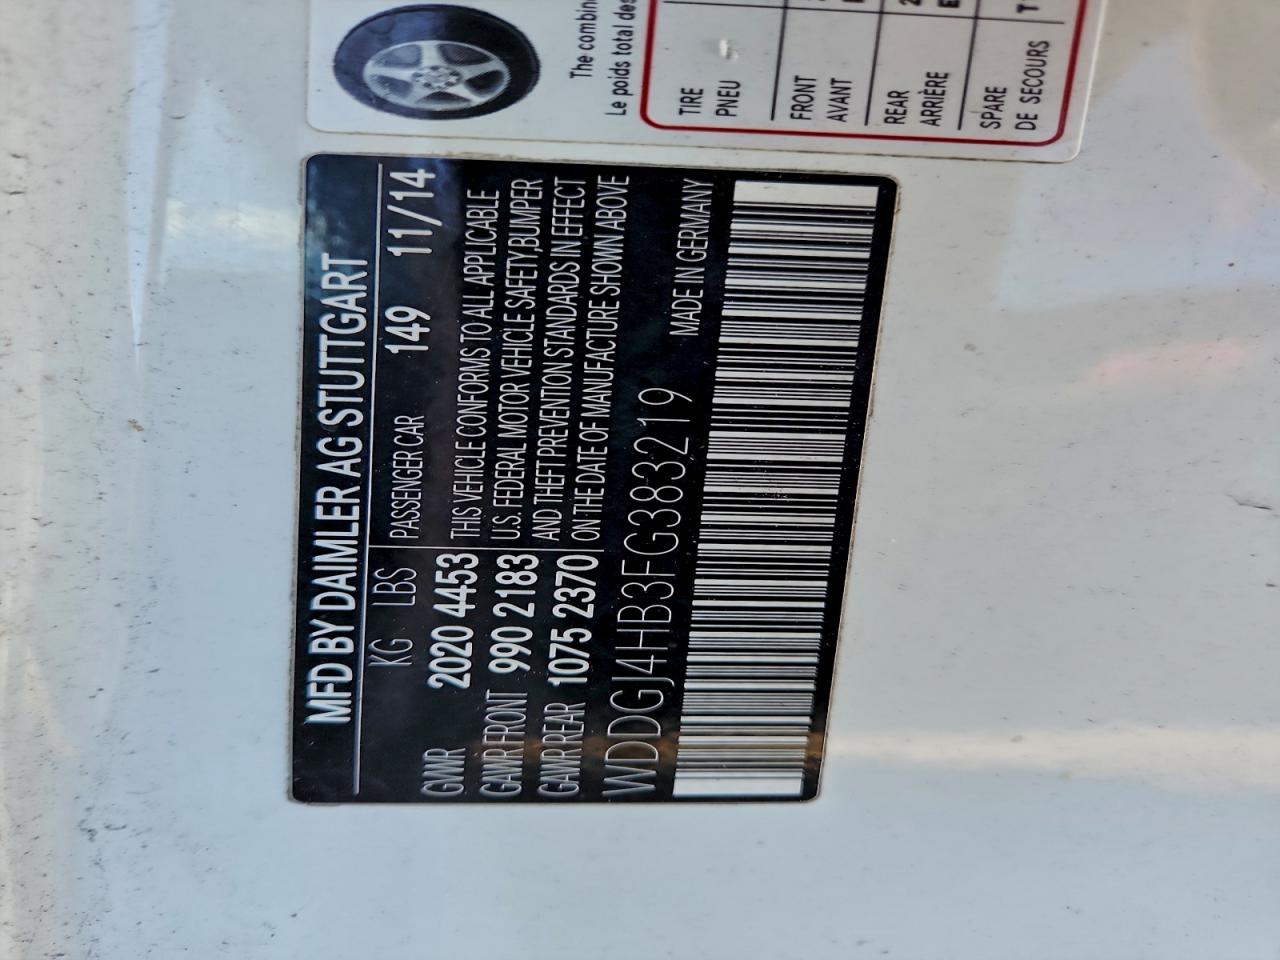 MFD BY DAIMLER AG STUTTGART
KG LBS PASSENGER CAR 149 11/14
GWR 2020 4453 THIS VEHICLE CONFORMS TO ALL APPLICABLE
GAWR FRONT 990 2183 U.S. FEDERAL MOTOR VEHICLE SAFETY,BUMPER
GAWR REAR 1075 2370 AND THEFT PREVENTION STANDARDS IN EFFECT
ON THE DATE OF MANUFACTURE SHOWN ABOVE
WDDGJ4HB3FG383219 MADE IN GERMANY
The
Le poids total
TIRE
PNEU
FRONT
AVANT
REAR
ARRIÈRE
SPARE
DE SECOURS